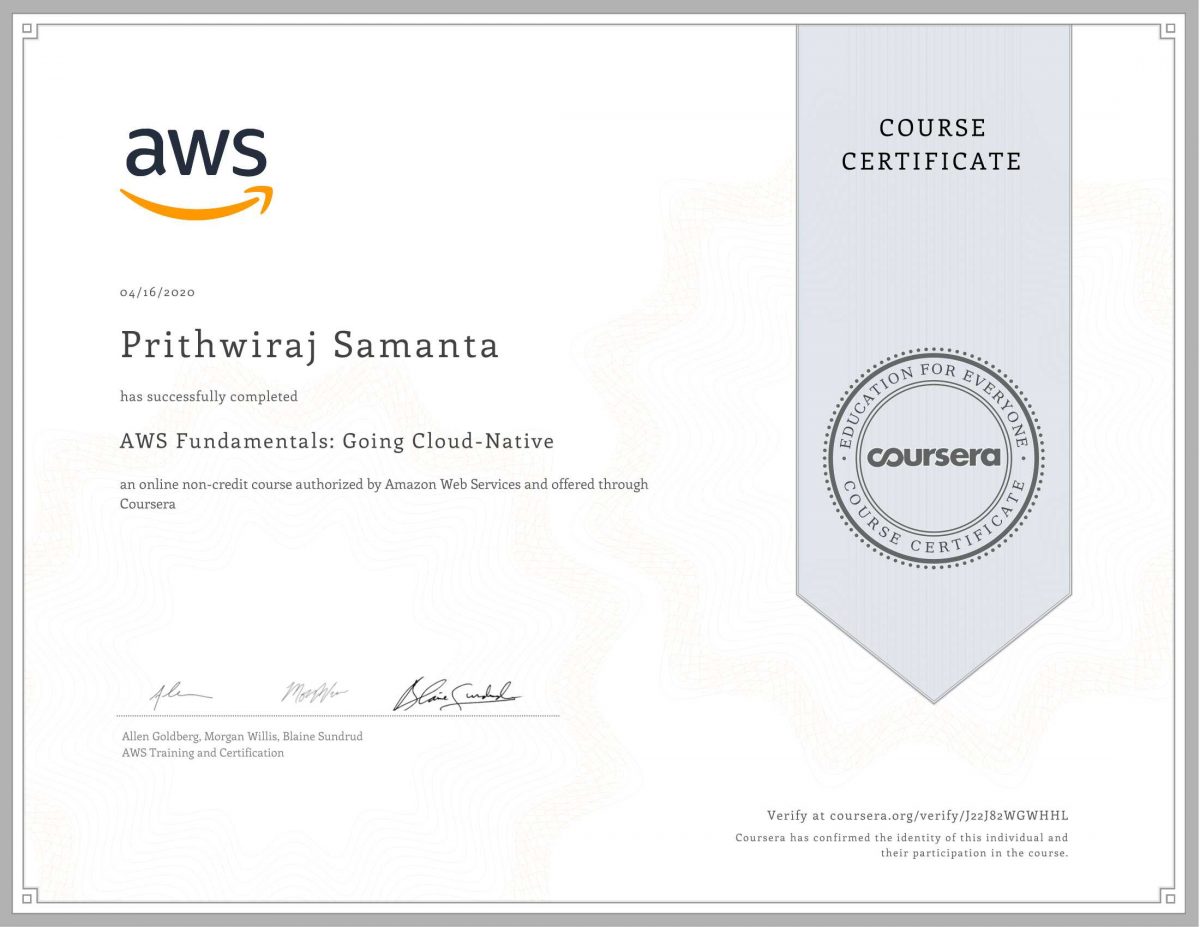 aws
COURSE
CERTIFICATE
04/16/2020
Prithwiraj Samanta
has successfully completed
AWS Fundamentals: Going Cloud-Native
an online non-credit course authorized by Amazon Web Services and offered through
Coursera
· EDUCATION FOR EVERYONE ·
coursera
COURSE CERTIFICATE
Blaine Sundrud
Allen Goldberg, Morgan Willis, Blaine Sundrud
AWS Training and Certification
Verify at coursera.org/verify/J22J82WGWHHL
Coursera has confirmed the identity of this individual and
their participation in the course.